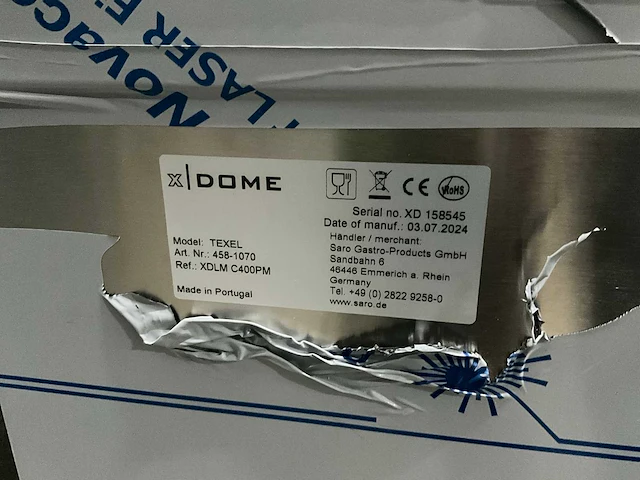 Novaco
LASER FI
x|DOME
CE
RoHS
Serial no. XD 158545
Date of manuf.: 03.07.2024
Model: TEXEL
Art. Nr.: 458-1070
Ref.: XDLM C400PM
Made in Portugal
Händler / merchant:
Saro Gastro-Products GmbH
Sandbahn 6
46446 Emmerich a. Rhein
Germany
Tel. +49 (0) 2822 9258-0
www.saro.de